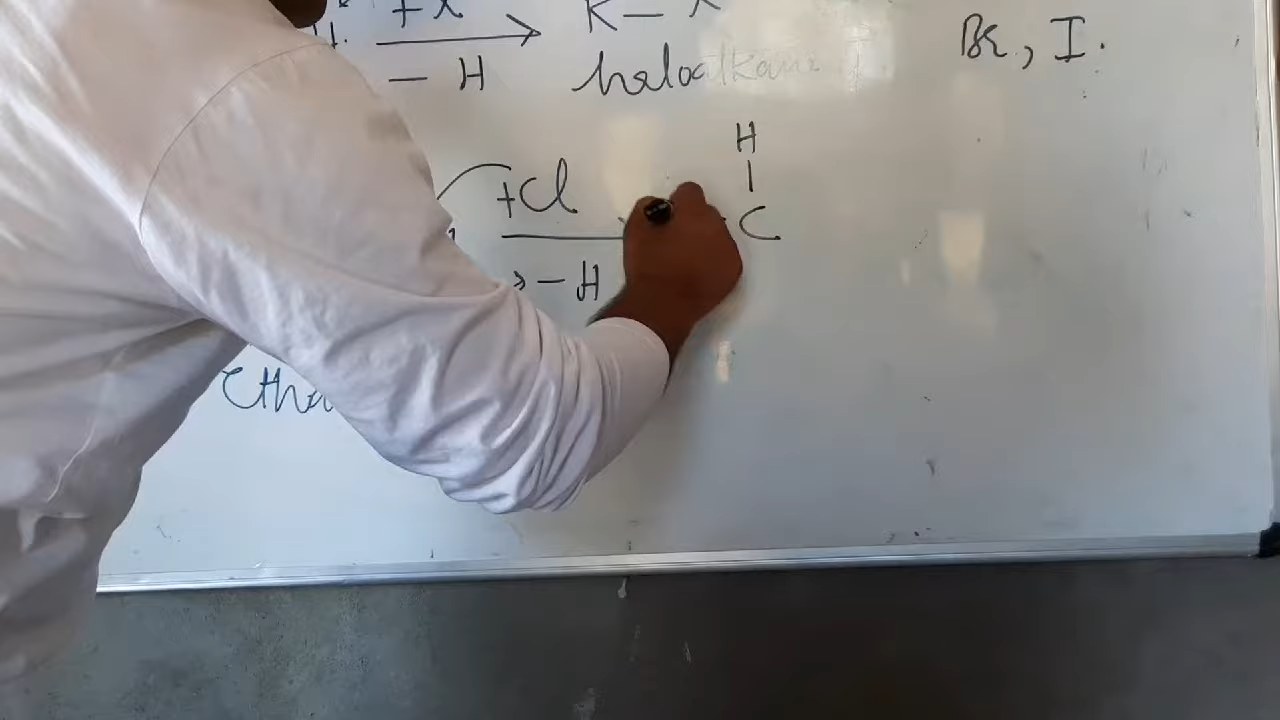 H. + X → R — X
— H haloalkane Br, I.
H
|
+Cl C
— H
Etha